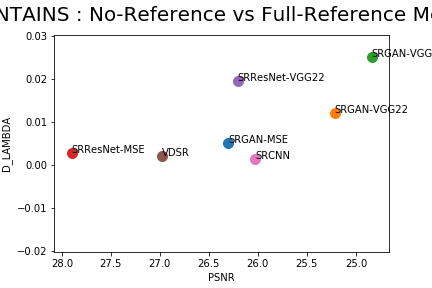 NTAINS : No-Reference vs Full-Reference M
0.03
0.02
0.01
0.00
−0.01
−0.02
D_LAMBDA
SRGAN-VGG
SRResNet-VGG22
SRGAN-VGG22
SRGAN-MSE
SRResNet-MSE
VDSR
SRCNN
28.0 27.5 27.0 26.5 26.0 25.5 25.0
PSNR